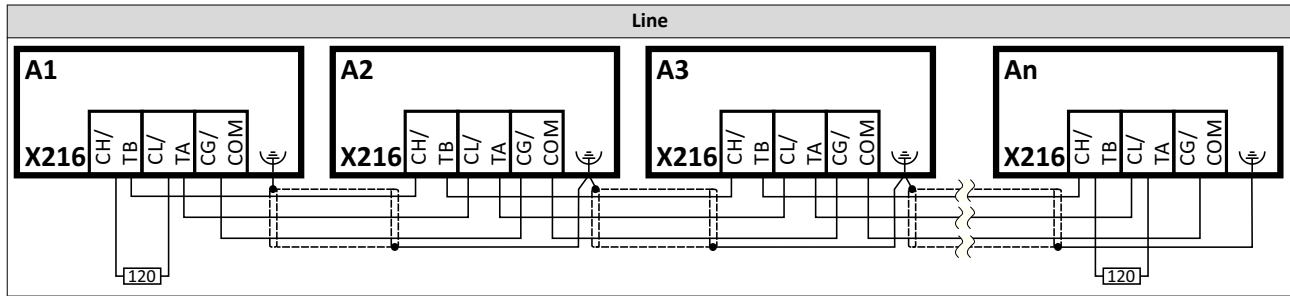 Line
A1 A2 A3 An
X216 CH/ TB CL/ TA CG/ COM X216 CH/ TB CL/ TA CG/ COM X216 CH/ TB CL/ TA CG/ COM X216 CH/ TB CL/ TA CG/ COM
120 120